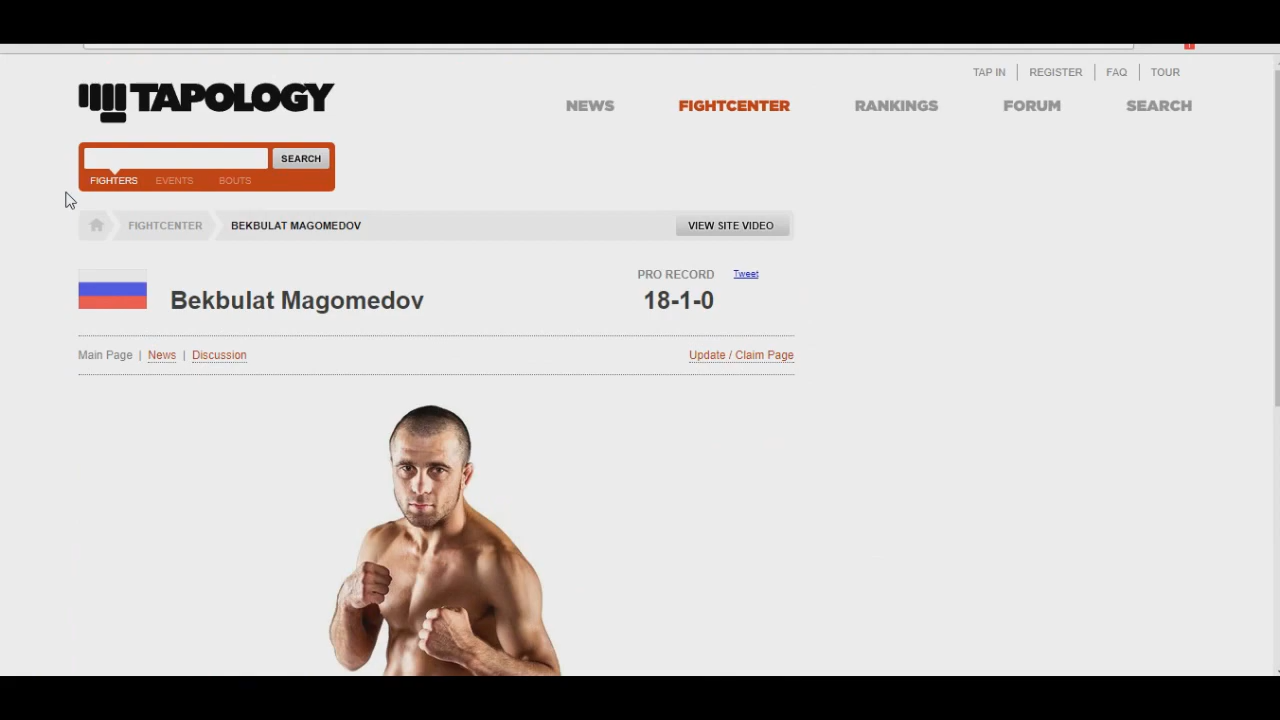 TAP IN REGISTER FAQ TOUR
TAPOLOGY
NEWS FIGHTCENTER RANKINGS FORUM SEARCH
SEARCH
FIGHTERS EVENTS BOUTS
FIGHTCENTER BEKBULAT MAGOMEDOV VIEW SITE VIDEO
PRO RECORD Tweet
Bekbulat Magomedov 18-1-0
Main Page | News | Discussion Update / Claim Page